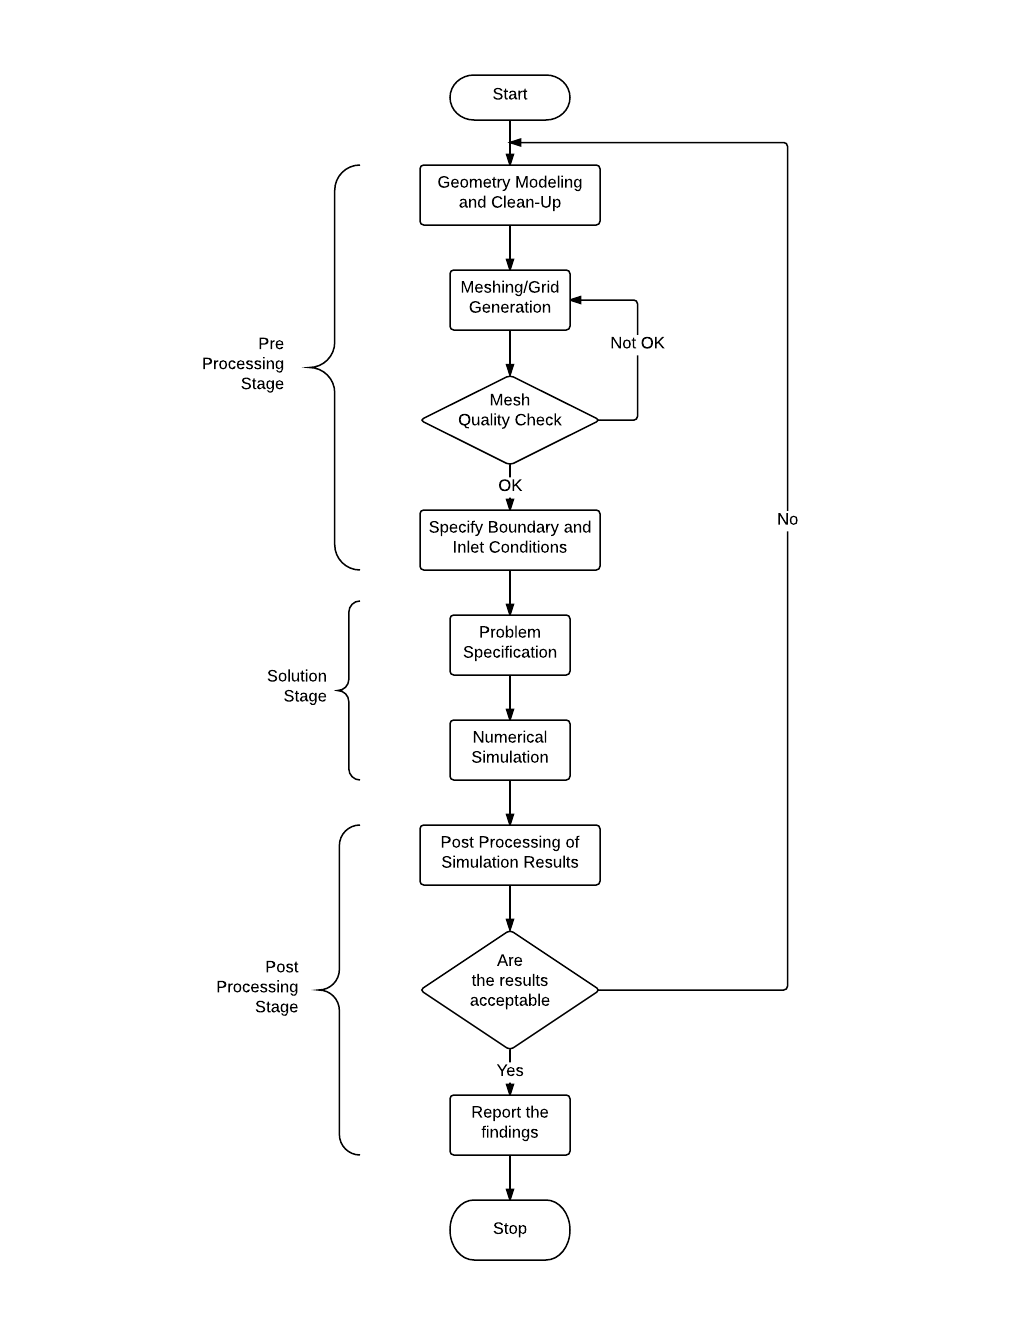 Start
Geometry Modeling
and Clean-Up
Meshing/Grid
Generation
Not OK
Pre
Processing
Stage
Mesh
Quality Check
OK
Specify Boundary and
Inlet Conditions
No
Problem
Specification
Solution
Stage
Numerical
Simulation
Post Processing of
Simulation Results
Are
the results
acceptable
Post
Processing
Stage
Yes
Report the
findings
Stop